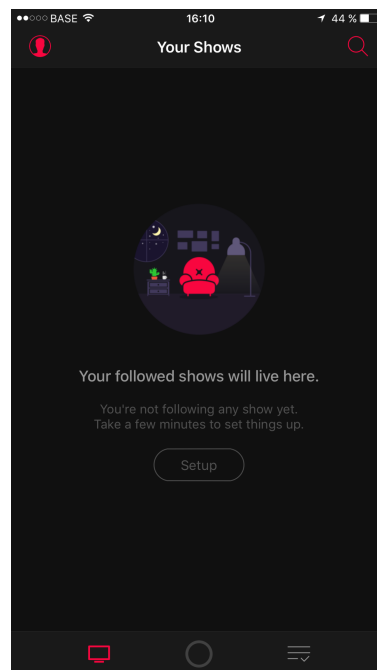 BASE 16:10 44 %
Your Shows
Your followed shows will live here.
You're not following any show yet.
Take a few minutes to set things up.
Setup